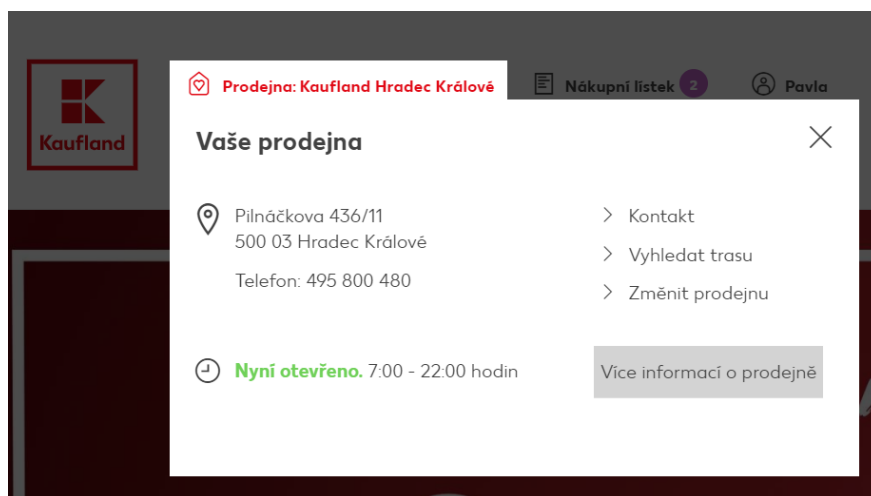 Kaufland
Prodejna: Kaufland Hradec Králové
Nákupní lístek 2
Pavla
Vaše prodejna
Pilnáčkova 436/11
500 03 Hradec Králové
Telefon: 495 800 480
> Kontakt
> Vyhledat trasu
> Změnit prodejnu
Nyní otevřeno. 7:00 - 22:00 hodin
Více informací o prodejně